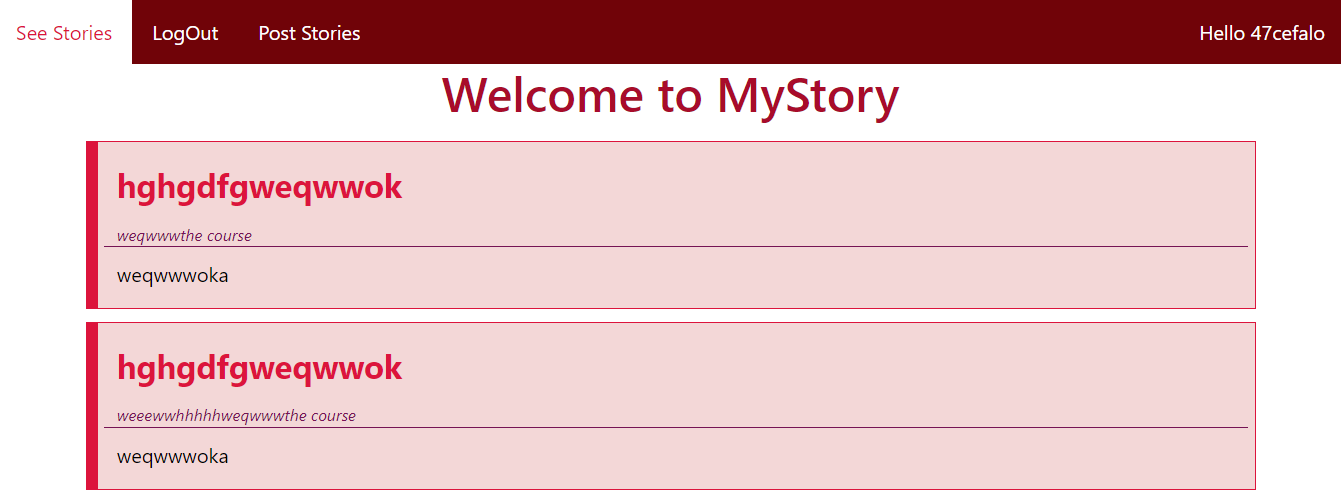 See Stories LogOut Post Stories Hello 47cefalo
Welcome to MyStory
hghgdfgweqwwok
weqwwwthe course
weqwwwoka
hghgdfgweqwwok
weeewwhhhhhweqwwwthe course
weqwwwoka